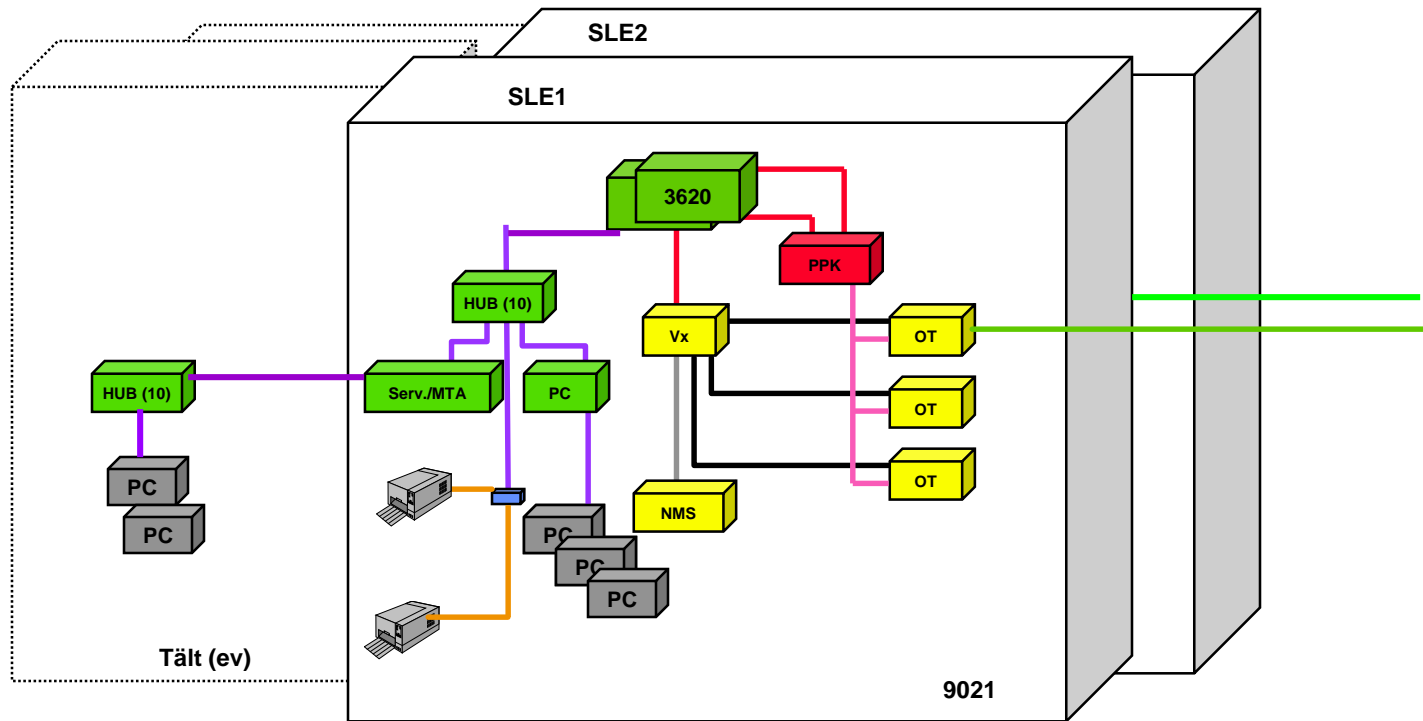 SLE2
SLE1
3620
PPK
HUB (10)
Vx
OT
HUB (10)
Serv./MTA
PC
OT
PC
PC
OT
NMS
PC
PC
PC
Tält (ev)
9021